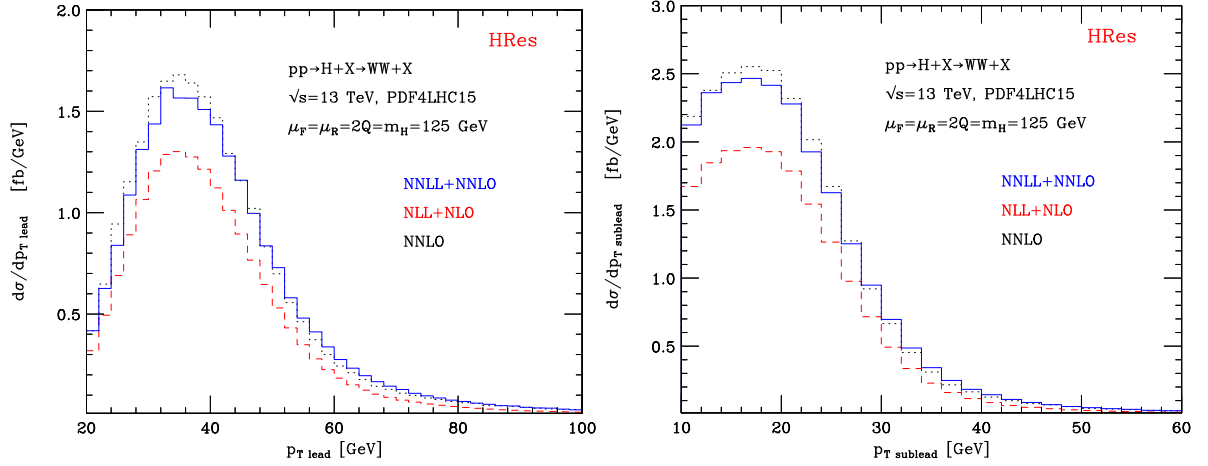 HRes
pp→H+X→WW+X
√s=13 TeV, PDF4LHC15
μF=μR=2Q=mH=125 GeV
NNLL+NNLO
NLL+NLO
NNLO
dσ/dpT lead [fb/GeV]
2.0
1.5
1.0
0.5
20
40
60
80
100
pT lead [GeV]
HRes
pp→H+X→WW+X
√s=13 TeV, PDF4LHC15
μF=μR=2Q=mH=125 GeV
NNLL+NNLO
NLL+NLO
NNLO
dσ/dpT sublead [fb/GeV]
3.0
2.5
2.0
1.5
1.0
0.5
10
20
30
40
50
60
pT sublead [GeV]